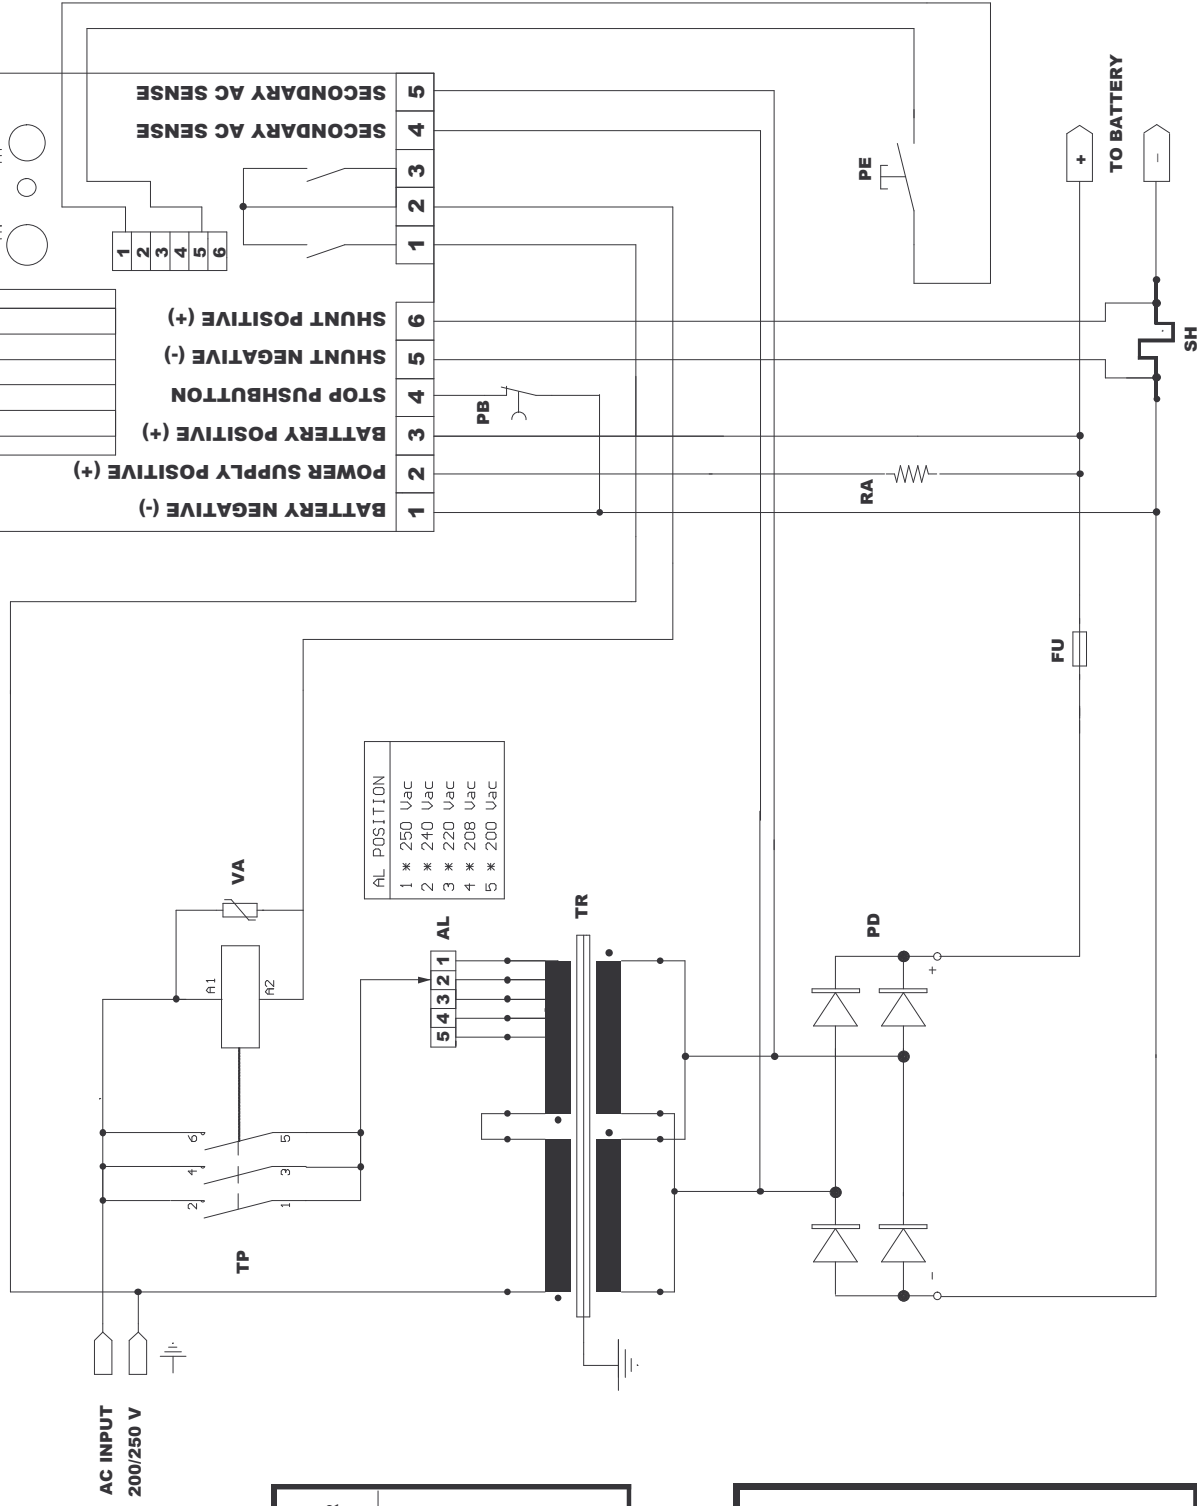 SECONDARY AC SENSE 5
SECONDARY AC SENSE 4
3
2
1
1
2
3
4
5
6
SHUNT POSITIVE (+) 6
SHUNT NEGATIVE (-) 5
STOP PUSHBUTTON 4
BATTERY POSITIVE (+) 3
POWER SUPPLY POSITIVE (+) 2
BATTERY NEGATIVE (-) 1
PE
PB
RA
TO BATTERY
+
-
SH
FU
AL POSITION
1 * 250 Vac
2 * 240 Vac
3 * 220 Vac
4 * 208 Vac
5 * 200 Vac
VA
A1
A2
AL
5 4 3 2 1
TR
PD
+
-
6
4
2
5
3
1
TP
AC INPUT
200/250 V